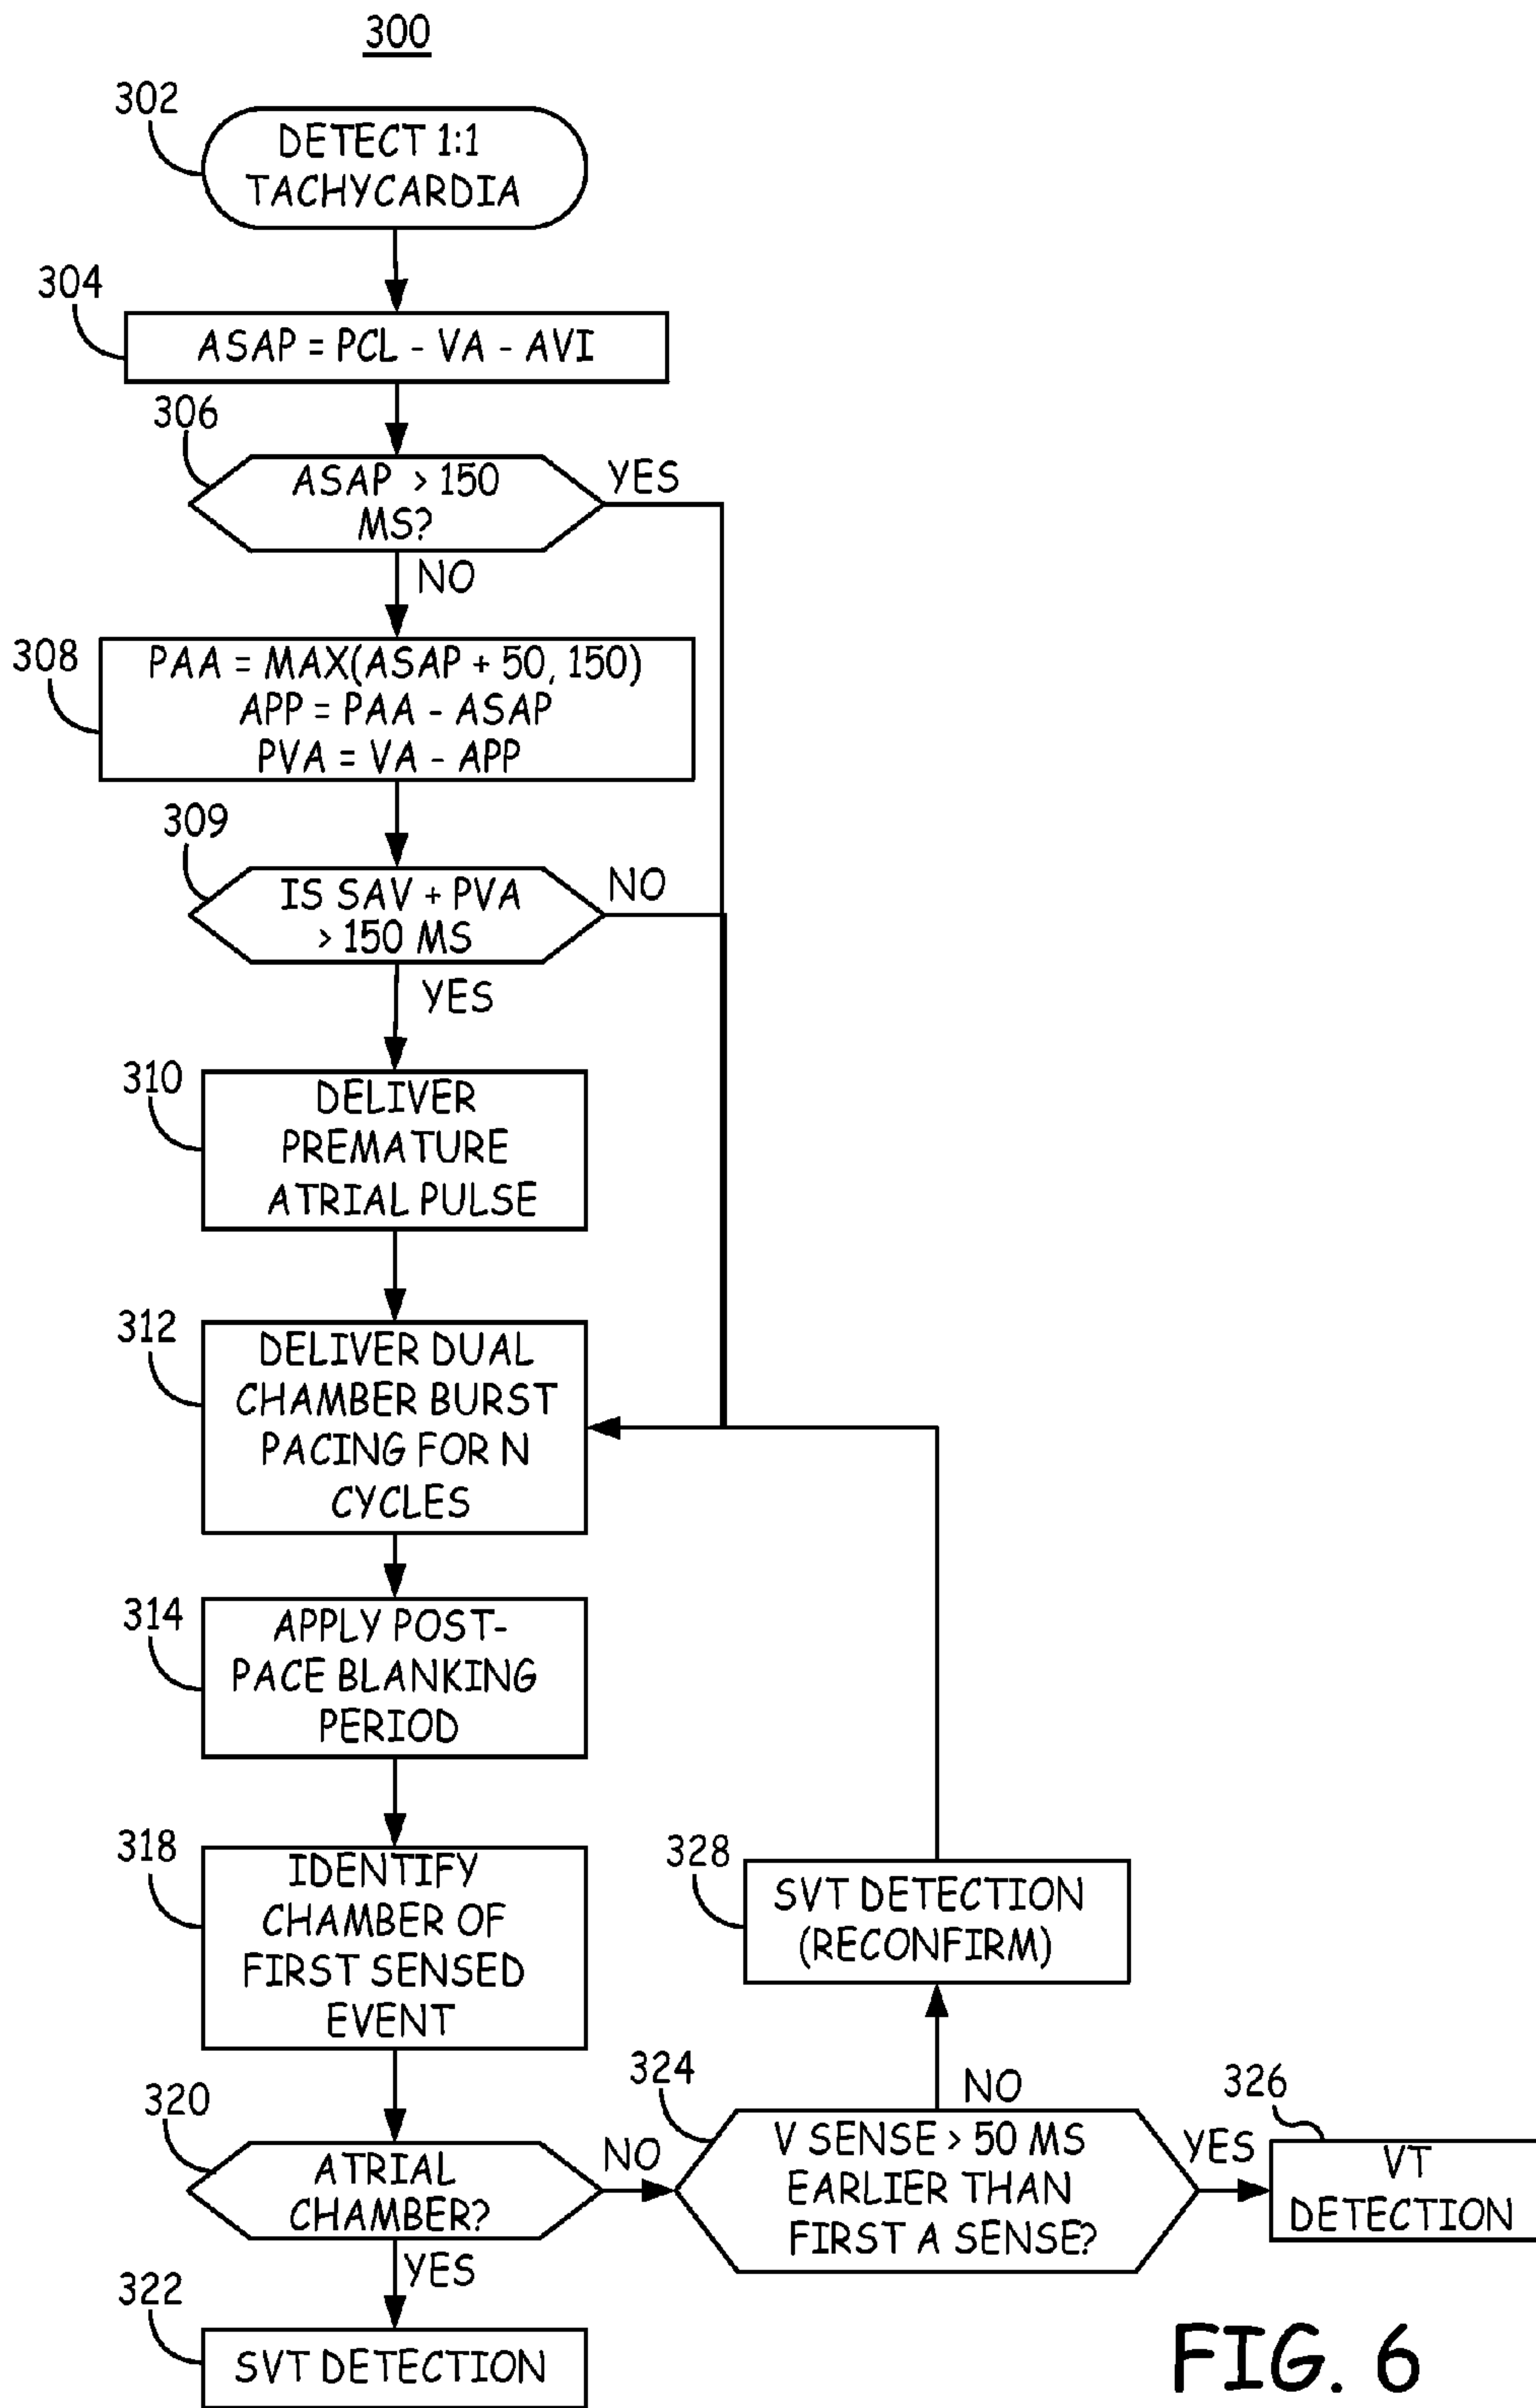 300
302
DETECT 1:1
TACHYCARDIA
304
ASAP = PCL - VA - AVI
306
ASAP > 150
MS?
YES
NO
308
PAA = MAX(ASAP + 50, 150)
APP = PAA - ASAP
PVA = VA - APP
309
IS SAV + PVA
> 150 MS
NO
YES
310
DELIVER
PREMATURE
ATRIAL PULSE
312
DELIVER DUAL
CHAMBER BURST
PACING FOR N
CYCLES
314
APPLY POST-
PACE BLANKING
PERIOD
318
IDENTIFY
CHAMBER OF
FIRST SENSED
EVENT
328
SVT DETECTION
(RECONFIRM)
320
ATRIAL
CHAMBER?
NO
YES
324
V SENSE > 50 MS
EARLIER THAN
FIRST A SENSE?
NO
YES
326
VT
DETECTION
322
SVT DETECTION
FIG. 6